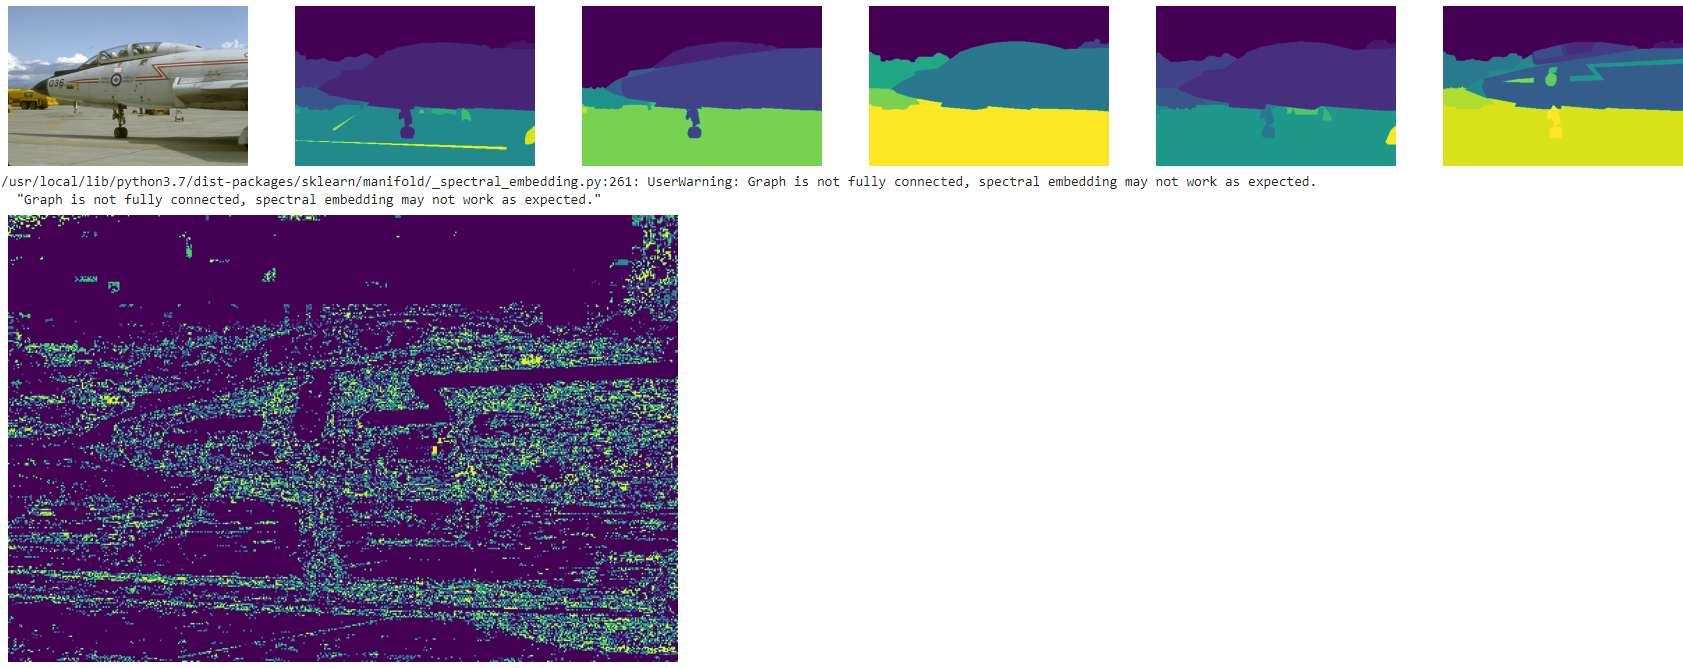 036
/usr/local/lib/python3.7/dist-packages/sklearn/manifold/_spectral_embedding.py:261: UserWarning: Graph is not fully connected, spectral embedding may not work as expected.
"Graph is not fully connected, spectral embedding may not work as expected."